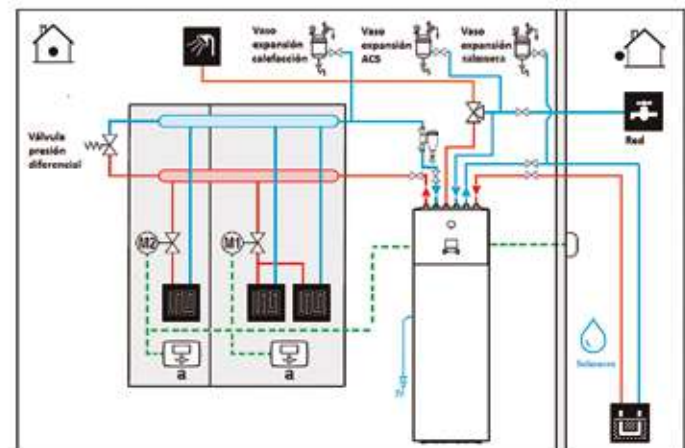 Vaso
expansión
calefacción
Vaso
expansión
ACS
Vaso
expansión
salmuera
Válvula
presión
diferencial
Red
M2
M1
a
a
Salmuera